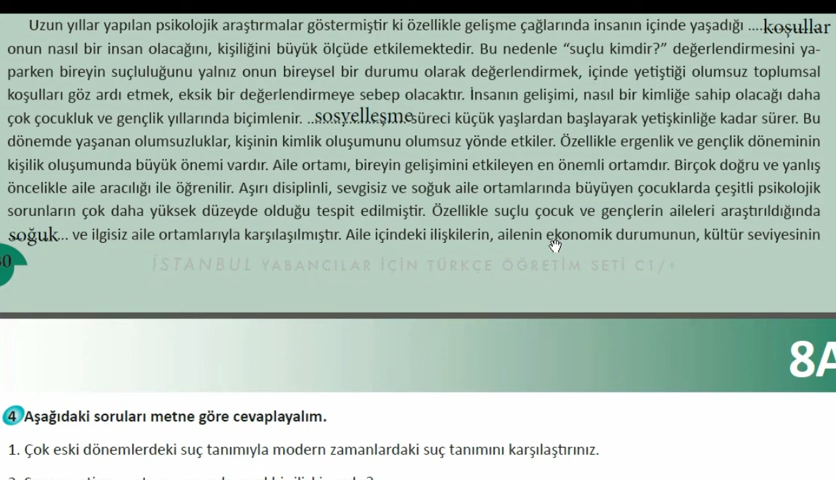 Uzun yıllar yapılan psikolojik araştırmalar göstermiştir ki özellikle gelişme çağlarında insanın içinde yaşadığı ....koşullar
onun nasıl bir insan olacağını, kişiliğini büyük ölçüde etkilemektedir. Bu nedenle “suçlu kimdir?” değerlendirmesini ya-
parken bireyin suçluluğunu yalnız onun bireysel bir durumu olarak değerlendirmek, içinde yetiştiği olumsuz toplumsal
koşulları göz ardı etmek, eksik bir değerlendirmeye sebep olacaktır. İnsanın gelişimi, nasıl bir kimliğe sahip olacağı daha
çok çocukluk ve gençlik yıllarında biçimlenir. ..sosyelleşme süreci küçük yaşlardan başlayarak yetişkinliğe kadar sürer. Bu
dönemde yaşanan olumsuzluklar, kişinin kimlik oluşumunu olumsuz yönde etkiler. Özellikle ergenlik ve gençlik döneminin
kişilik oluşumunda büyük önemi vardır. Aile ortamı, bireyin gelişimini etkileyen en önemli ortamdır. Birçok doğru ve yanlış
öncelikle aile aracılığı ile öğrenilir. Aşırı disiplinli, sevgisiz ve soğuk aile ortamlarında büyüyen çocuklarda çeşitli psikolojik
sorunların çok daha yüksek düzeyde olduğu tespit edilmiştir. Özellikle suçlu çocuk ve gençlerin aileleri araştırıldığında
soğuk... ve ilgisiz aile ortamlarıyla karşılaşılmıştır. Aile içindeki ilişkilerin, ailenin ekonomik durumunun, kültür seviyesinin
İSTANBUL YABANCILAR İÇİN TÜRKÇE ÖĞRETİM SETİ C1/+
8A
4 Aşağıdaki soruları metne göre cevaplayalım.
1. Çok eski dönemlerdeki suç tanımıyla modern zamanlardaki suç tanımını karşılaştırınız.